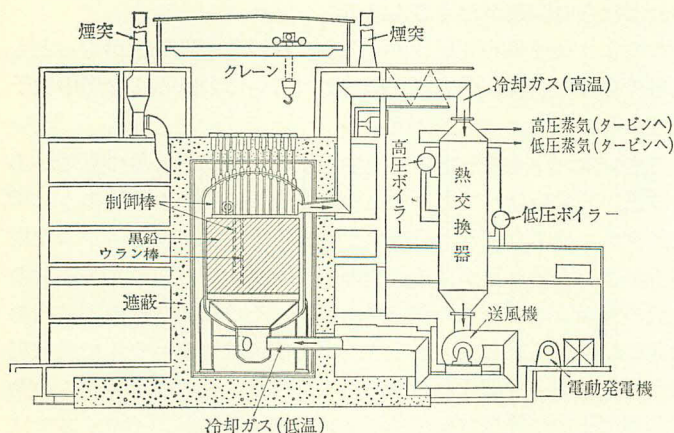 煙突
煙突
クレーン
冷却ガス(高温)
高圧蒸気(タービンへ)
低圧蒸気(タービンへ)
高圧ボイラー
熱交換器
低圧ボイラー
制御棒
黒鉛
ウラン棒
遮蔽
送風機
電動発電機
冷却ガス(低温)